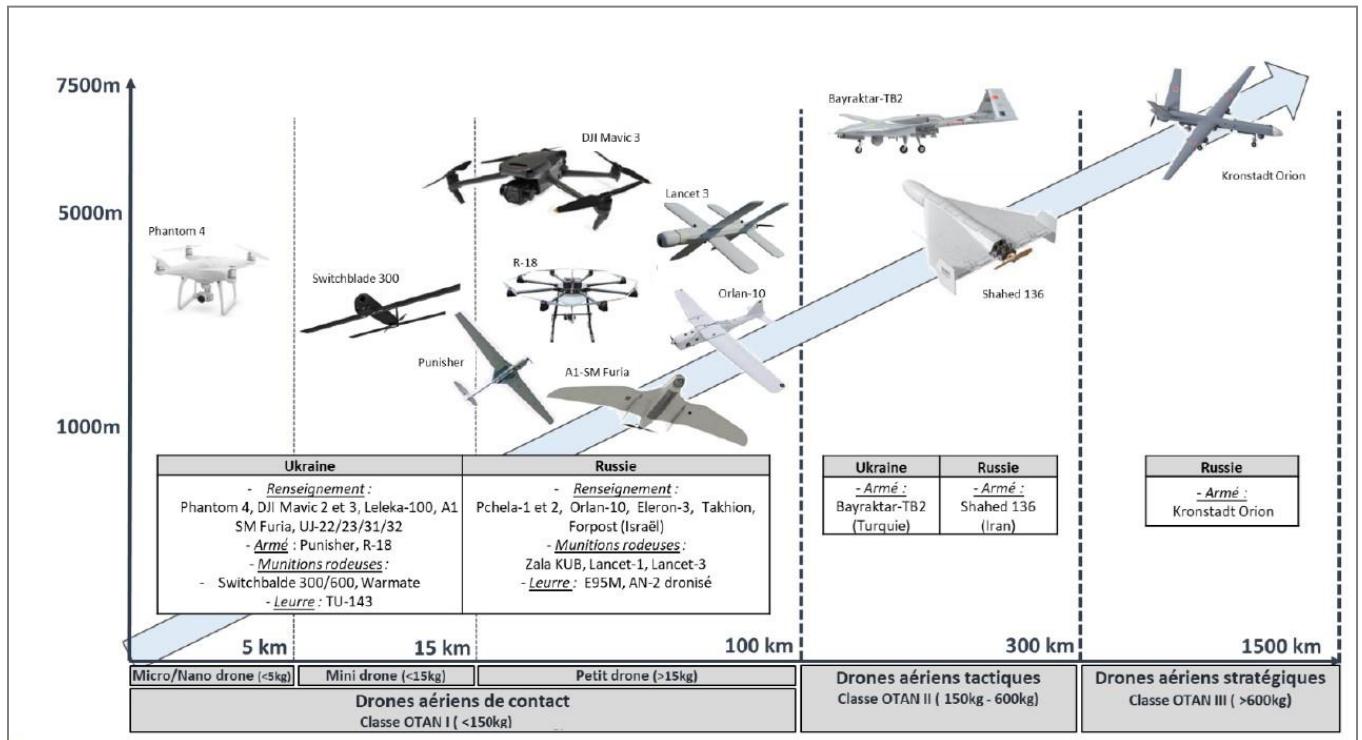 7500m
5000m
1000m
Phantom 4
Switchblade 300
DJI Mavic 3
R-18
Punisher
Lancet 3
Orlan-10
A1-SM Furia
Bayraktar-TB2
Shahed 136
Kronstadt Orion
Ukraine
- Renseignement :
Phantom 4, DJI Mavic 2 et 3, Leleka-100, A1
SM Furia, UJ-22/23/31/32
- Armé : Punisher, R-18
- Munitions rodeuses :
- Switchbalde 300/600, Warmate
- Leurre : TU-143
Russie
- Renseignement :
Pchela-1 et 2, Orlan-10, Eleron-3, Takhion,
Forpost (Israël)
- Munitions rodeuses :
Zala KUB, Lancet-1, Lancet-3
- Leurre : E95M, AN-2 dronisé
Ukraine
- Armé :
Bayraktar-TB2
(Turquie)
Russie
- Armé :
Shahed 136
(Iran)
Russie
- Armé :
Kronstadt Orion
5 km
15 km
100 km
300 km
1500 km
Micro/Nano drone (<5kg)
Mini drone (<15kg)
Petit drone (>15kg)
Drones aériens de contact
Classe OTAN I ( <150kg)
Drones aériens tactiques
Classe OTAN II ( 150kg - 600kg)
Drones aériens stratégiques
Classe OTAN III ( >600kg)